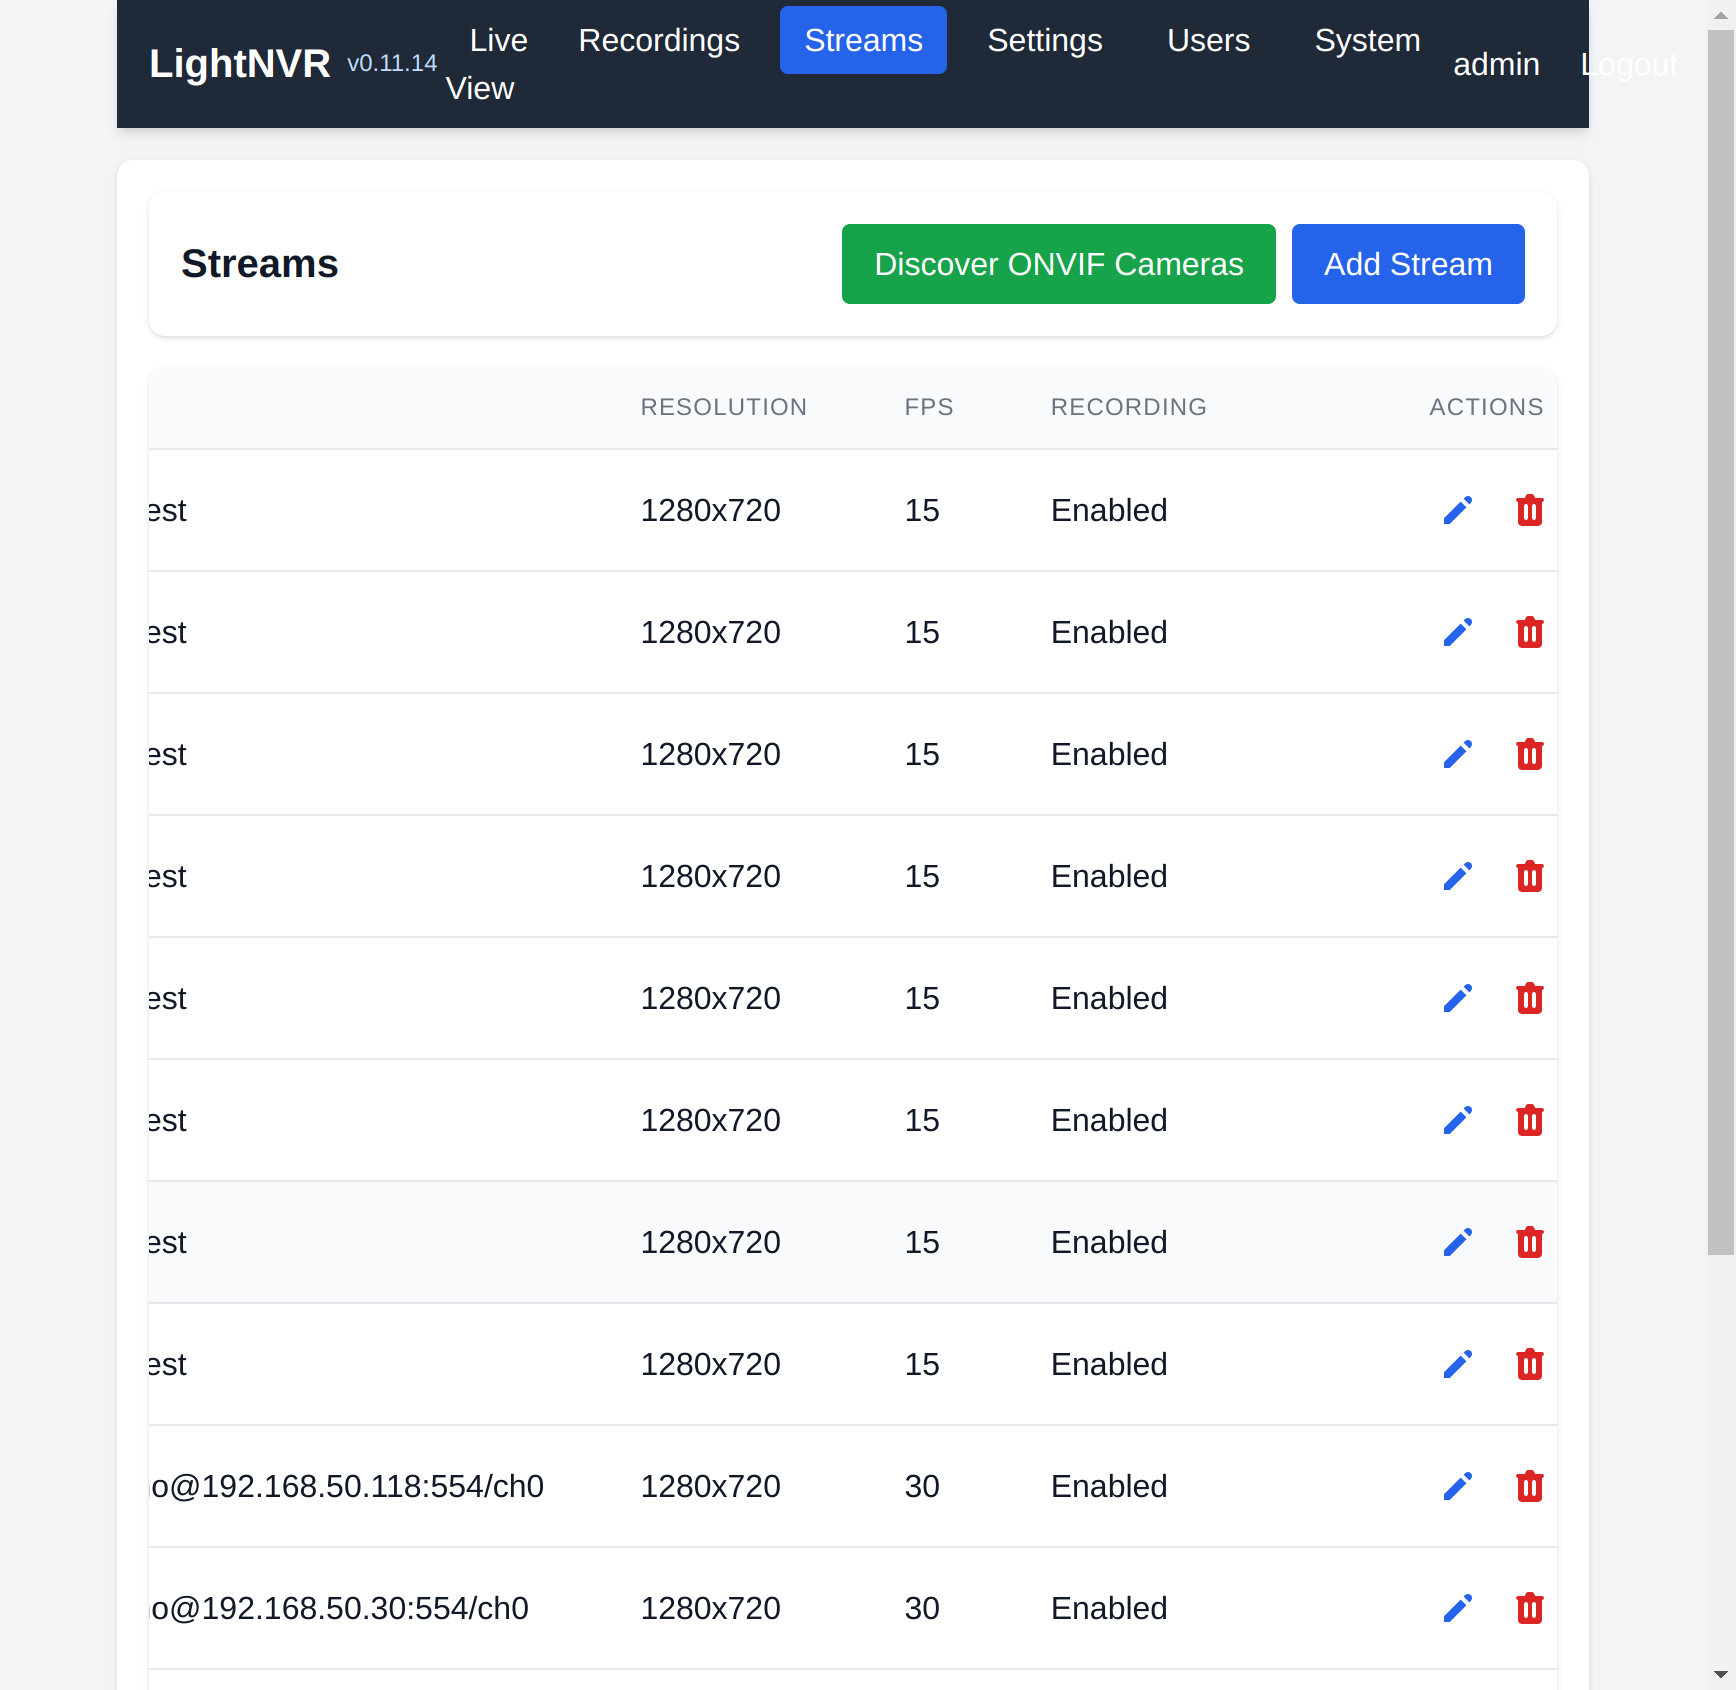 LightNVR v0.11.14 Live View Recordings Streams Settings Users System admin Logout
Streams Discover ONVIF Cameras Add Stream
RESOLUTION FPS RECORDING ACTIONS
est 1280x720 15 Enabled
est 1280x720 15 Enabled
est 1280x720 15 Enabled
est 1280x720 15 Enabled
est 1280x720 15 Enabled
est 1280x720 15 Enabled
est 1280x720 15 Enabled
est 1280x720 15 Enabled
o@192.168.50.118:554/ch0 1280x720 30 Enabled
o@192.168.50.30:554/ch0 1280x720 30 Enabled